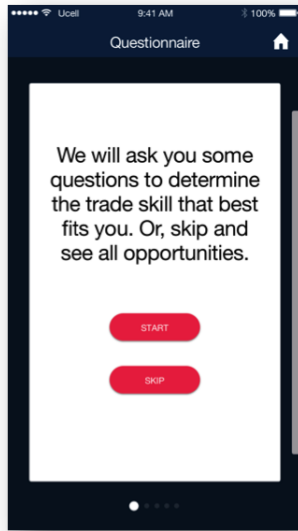 Ucell 9:41 AM 100%
Questionnaire
We will ask you some
questions to determine
the trade skill that best
fits you. Or, skip and
see all opportunities.
START
SKIP